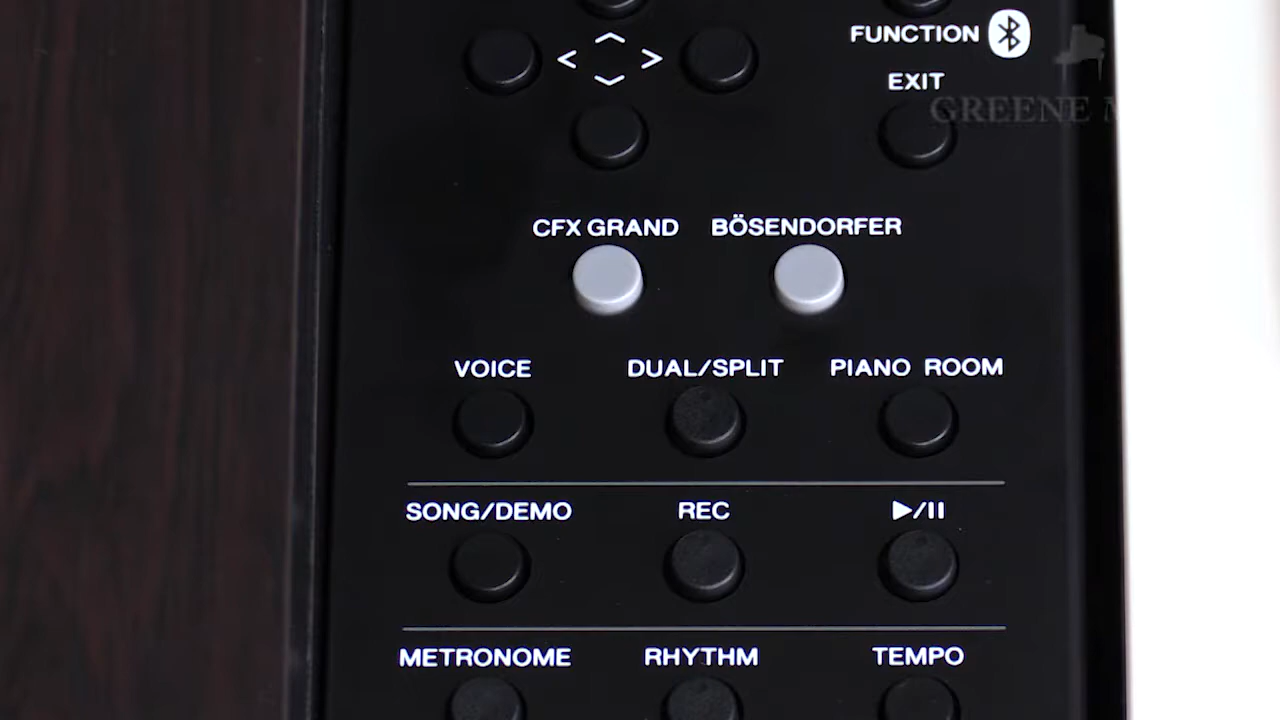 FUNCTION
EXIT
GREENE
CFX GRAND BÖSENDORFER
VOICE DUAL/SPLIT PIANO ROOM
SONG/DEMO REC ▶/II
METRONOME RHYTHM TEMPO